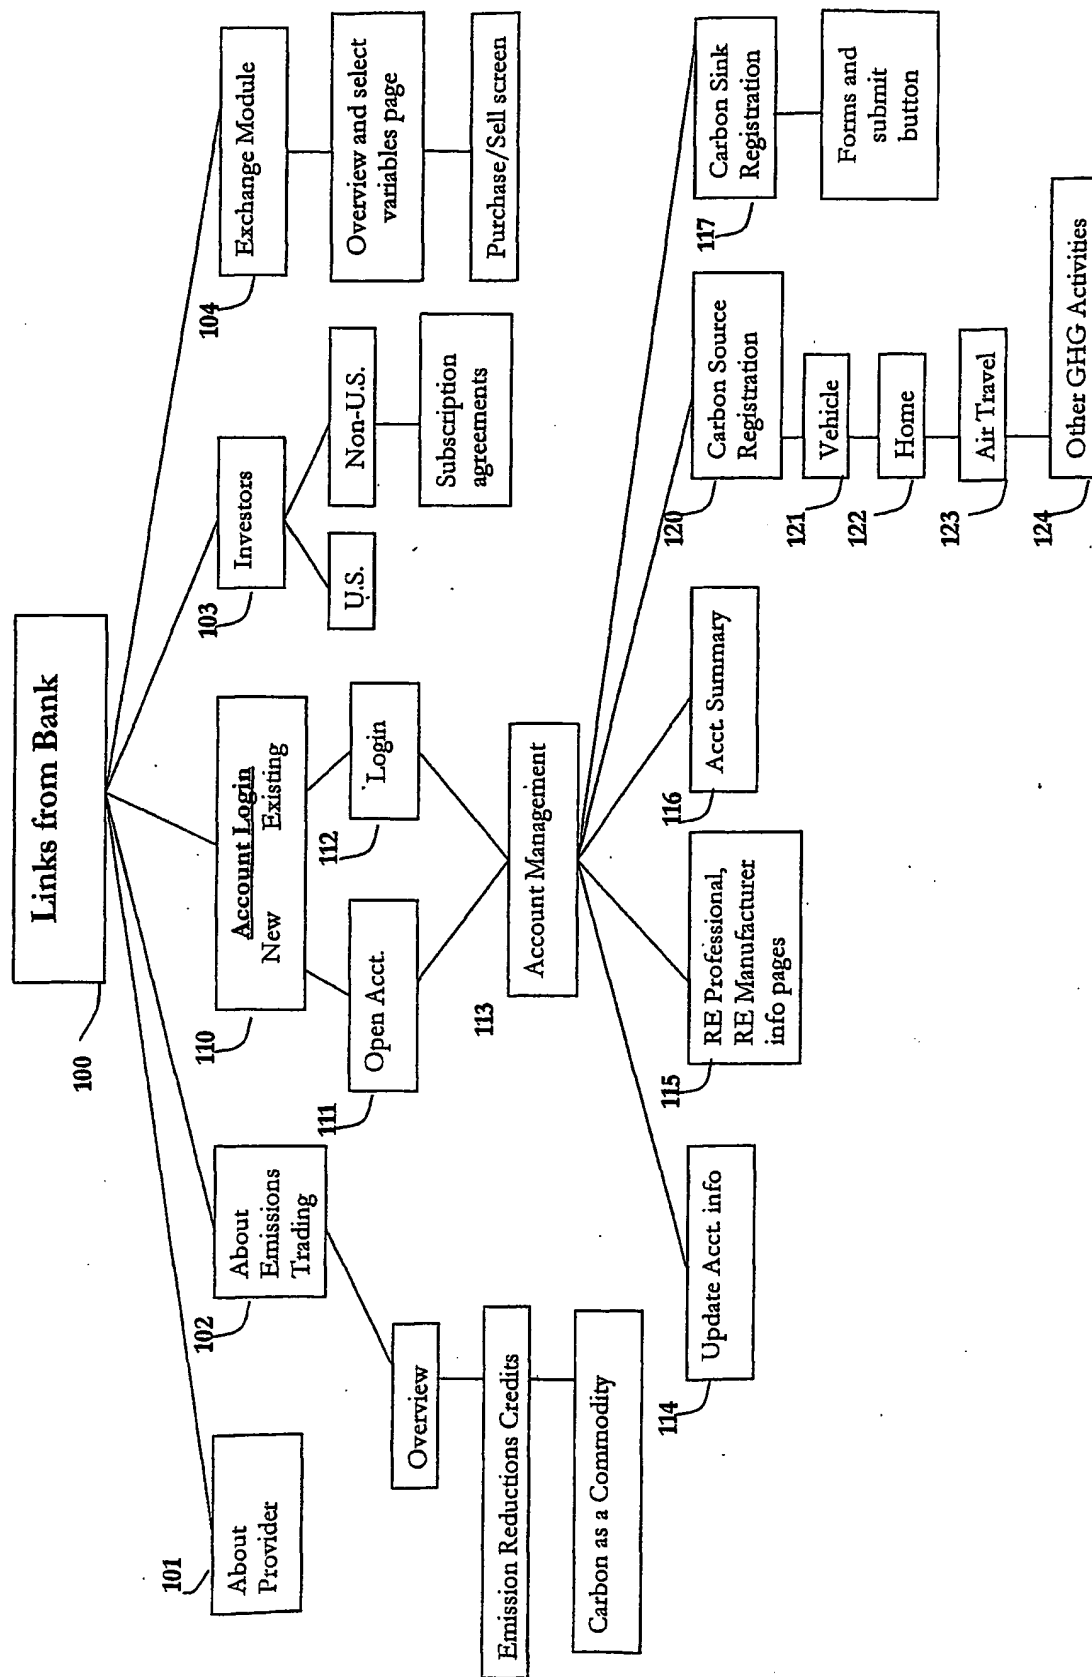 Links from Bank
100
About
Provider
101
About
Emissions
Trading
102
Account Login
New Existing
110
Investors
103
Exchange Module
104
Overview
Emission Reductions Credits
Carbon as a Commodity
Open Acct.
111
Login
112
U.S.
Non-U.S.
Subscription
agreements
Overview and select
variables page
Purchase/Sell screen
Account Management
113
Update Acct. info
114
RE Professional,
RE Manufacturer
info pages
115
Acct. Summary
116
Carbon Source
Registration
120
Vehicle
121
Home
122
Air Travel
123
Other GHG Activities
124
Carbon Sink
Registration
117
Forms and
submit
button